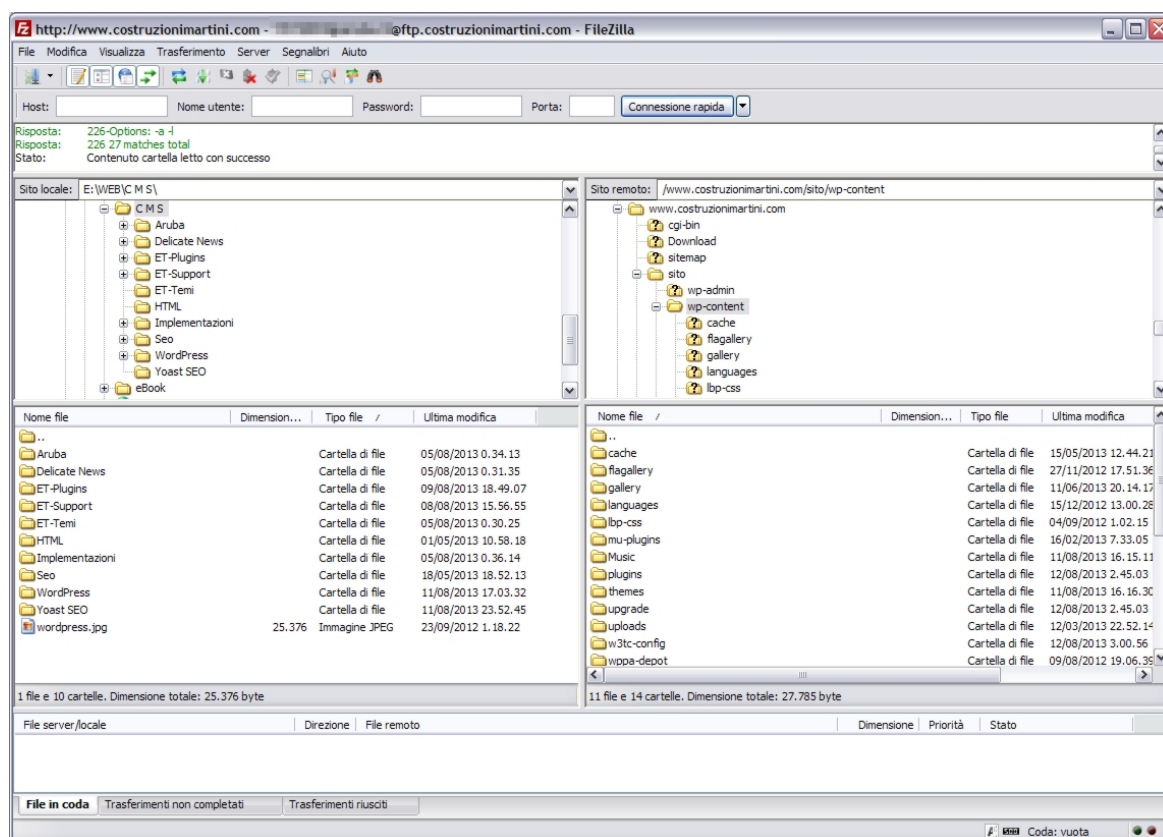 http://www.costruzionimartini.com - @ftp.costruzionimartini.com - FileZilla
File Modifica Visualizza Trasferimento Server Segnalibri Aiuto
Host: Nome utente: Password: Porta: Connessione rapida
Risposta: 226-Options: -a -l
Risposta: 226 27 matches total
Stato: Contenuto cartella letto con successo
Sito locale: E:\WEB\C M S\
C M S
Aruba
Delicate News
ET-Plugins
ET-Support
ET-Temi
HTML
Implementazioni
Seo
WordPress
Yoast SEO
eBook
Sito remoto: /www.costruzionimartini.com/sito/wp-content
www.costruzionimartini.com
cgi-bin
Download
sitemap
sito
wp-admin
wp-content
cache
flagallery
gallery
languages
lbp-css
Nome file Dimension... Tipo file / Ultima modifica
..
Aruba Cartella di file 05/08/2013 0.34.13
Delicate News Cartella di file 05/08/2013 0.31.35
ET-Plugins Cartella di file 09/08/2013 18.49.07
ET-Support Cartella di file 08/08/2013 15.56.55
ET-Temi Cartella di file 05/08/2013 0.30.25
HTML Cartella di file 01/05/2013 10.58.18
Implementazioni Cartella di file 05/08/2013 0.36.14
Seo Cartella di file 18/05/2013 18.52.13
WordPress Cartella di file 11/08/2013 17.03.32
Yoast SEO Cartella di file 11/08/2013 23.52.45
wordpress.jpg 25.376 Immagine JPEG 23/09/2012 1.18.22
1 file e 10 cartelle. Dimensione totale: 25.376 byte
Nome file / Dimension... Tipo file Ultima modifica
..
cache Cartella di file 15/05/2013 12.44.21
flagallery Cartella di file 27/11/2012 17.51.36
gallery Cartella di file 11/06/2013 20.14.17
languages Cartella di file 15/12/2012 13.00.28
lbp-css Cartella di file 04/09/2012 1.02.15
mu-plugins Cartella di file 16/02/2013 7.33.05
Music Cartella di file 11/08/2013 16.15.11
plugins Cartella di file 12/08/2013 2.45.03
themes Cartella di file 11/08/2013 16.16.30
upgrade Cartella di file 12/08/2013 2.45.03
uploads Cartella di file 12/03/2013 22.52.14
w3tc-config Cartella di file 12/08/2013 3.00.56
wppa-depot Cartella di file 09/08/2012 19.06.39
11 file e 14 cartelle. Dimensione totale: 27.785 byte
File server/locale Direzione File remoto Dimensione Priorità Stato
File in coda Trasferimenti non completati Trasferimenti riusciti
Coda: vuota